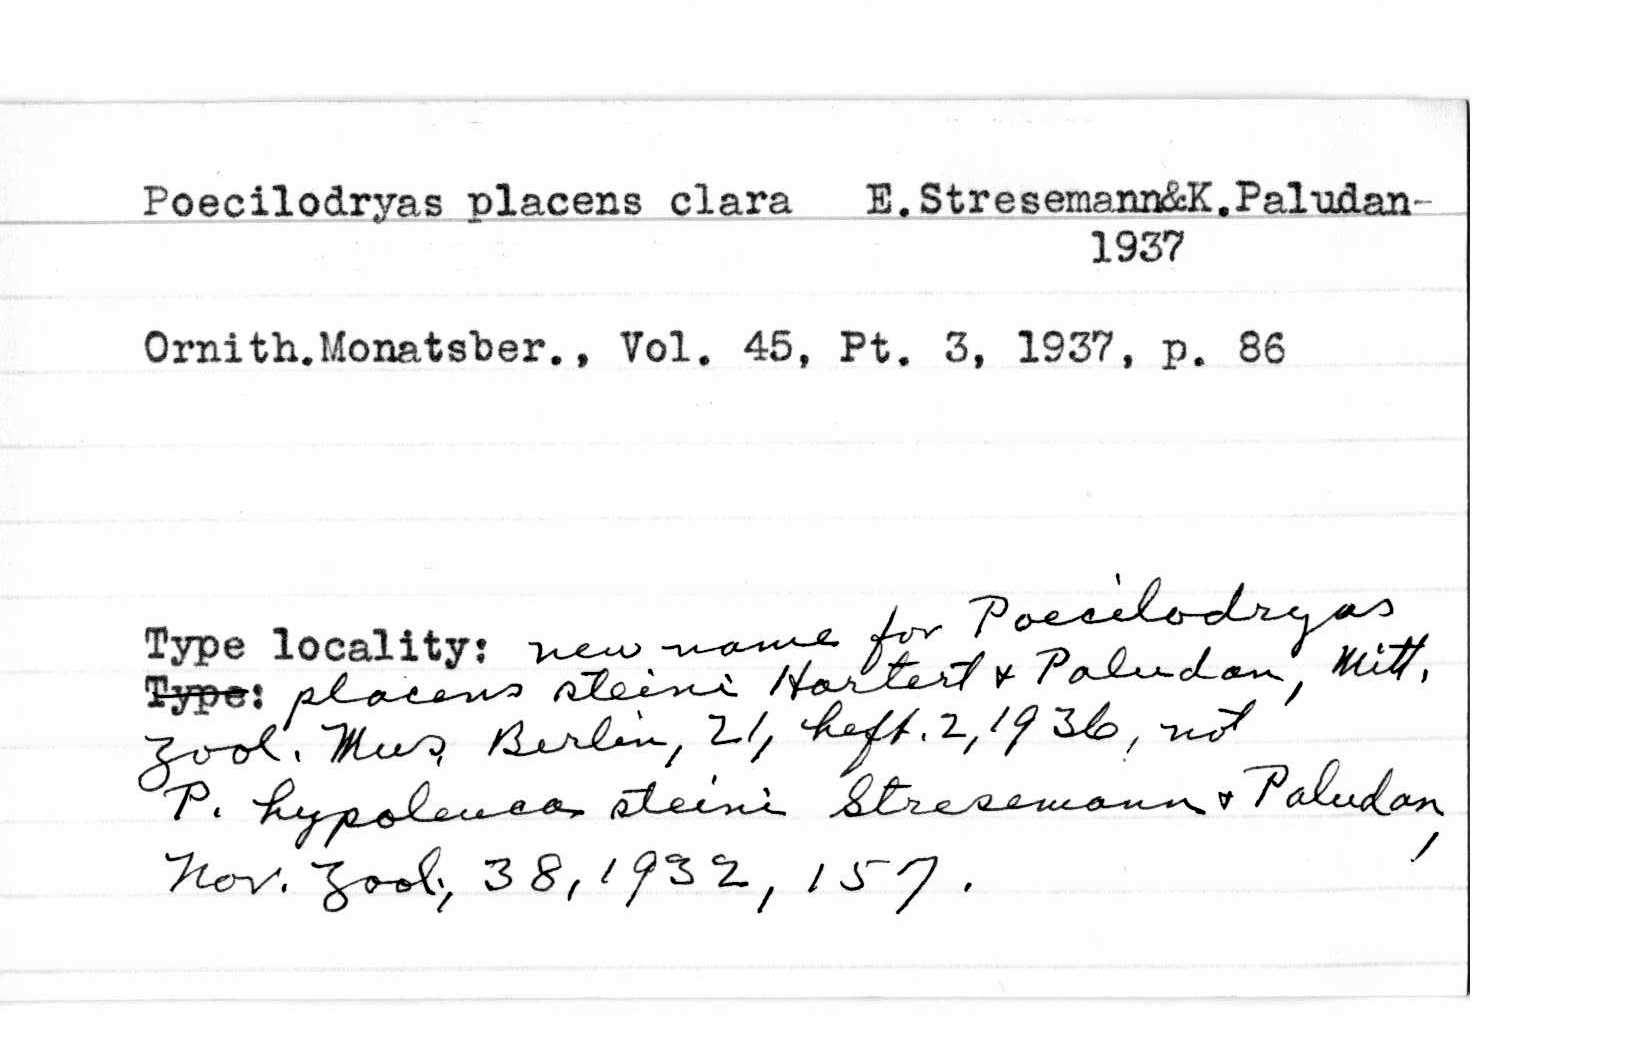 Poecilodryas placens clara E.Stresemann&K.Paludan-
1937
Ornith.Monatsber., Vol. 45, Pt. 3, 1937, p. 86
Type locality: new name for Poecilodryas
Type: placens steini Hartert & Paludan, Mitt.
Zool. Mus. Berlin, 21, heft. 2, 1936, not
P. hypoleuca steini Stresemann & Paludan,
Nov. Zool., 38, 1932, 157.